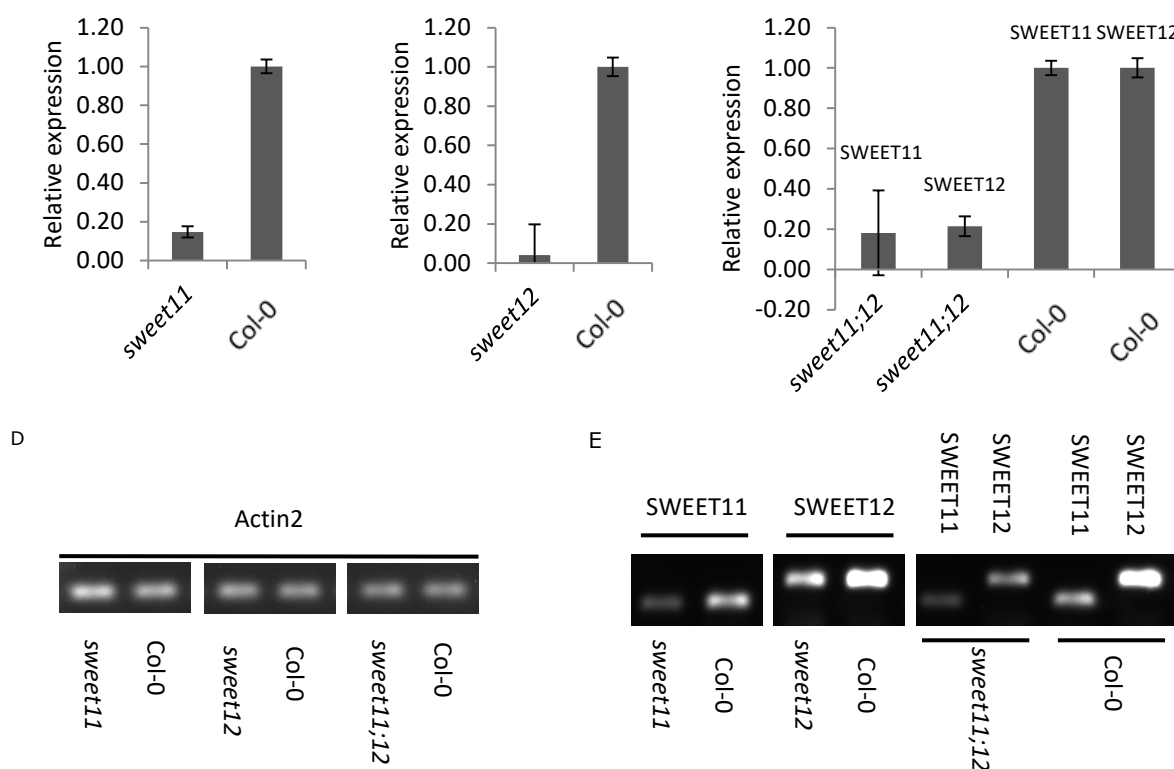 Relative expression
1.20
1.00
0.80
0.60
0.40
0.20
0.00
sweet11
Col-0
Relative expression
1.20
1.00
0.80
0.60
0.40
0.20
0.00
sweet12
Col-0
Relative expression
1.20
1.00
0.80
0.60
0.40
0.20
0.00
-0.20
SWEET11
SWEET12
SWEET11 SWEET12
sweet11;12
sweet11;12
Col-0
Col-0
D
Actin2
sweet11
Col-0
sweet12
Col-0
sweet11;12
Col-0
E
SWEET11
SWEET12
SWEET11
SWEET12
SWEET11
SWEET12
sweet11
Col-0
sweet12
Col-0
sweet11;12
Col-0